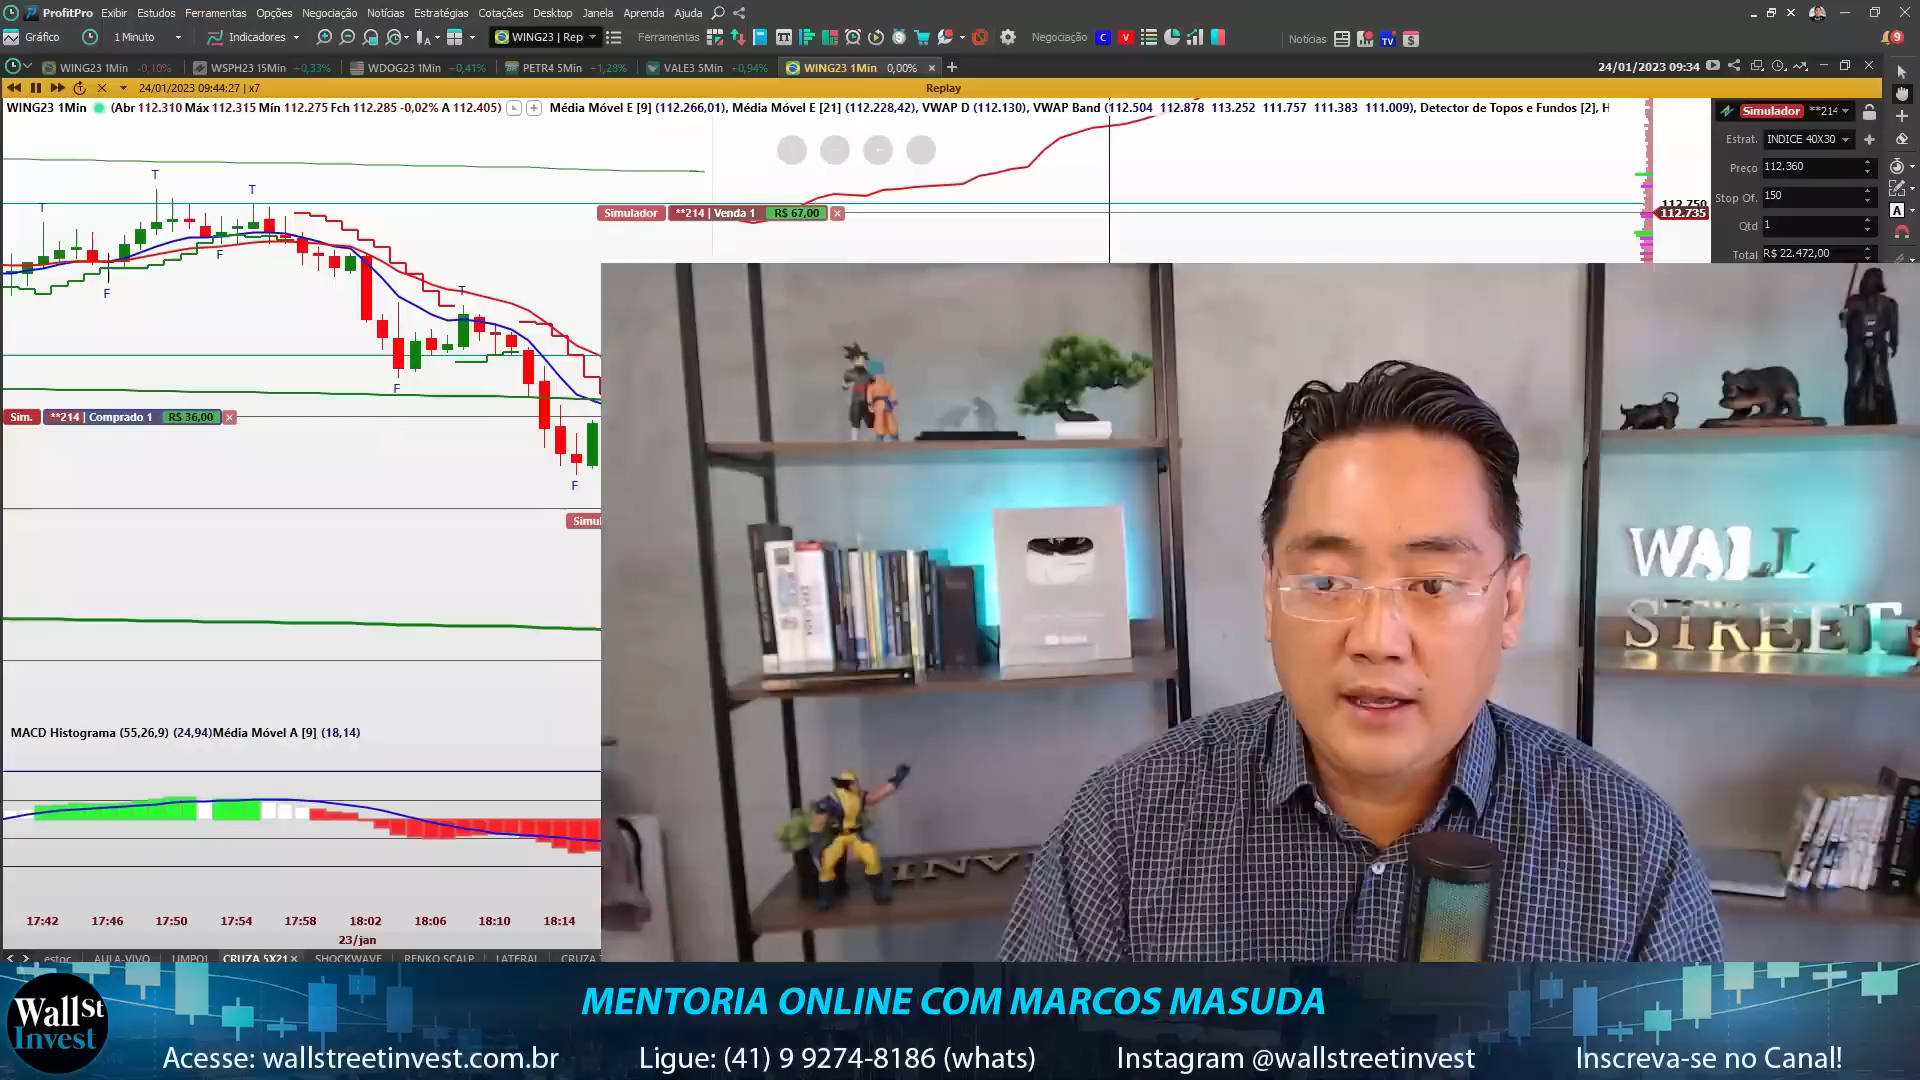 ProfitPro Exibir Estudos Ferramentas Opções Negociação Notícias Estratégias Cotações Desktop Janela Aprenda Ajuda
Gráfico 1 Minuto Indicadores WING23 | Rep Ferramentas Negociação C V Notícias TV 9
WING23 1Min -0,10% WSPH23 15Min +0,33% WDOG23 1Min +0,41% PETR4 5Min +1,28% VALE3 5Min +0,94% WING23 1Min 0,00% 24/01/2023 09:34
24/01/2023 09:44:27 | x7 Replay
WING23 1Min (Abr 112.310 Máx 112.315 Mín 112.275 Fch 112.285 -0,02% A 112.405) Média Móvel E [9] (112.266,01), Média Móvel E [21] (112.228,42), VWAP D (112.130), VWAP Band (112.504 112.878 113.252 111.757 111.383 111.009), Detector de Topos e Fundos [2], H
Simulador **214
Estrat. INDICE 40X30
Preço 112.360
Stop Of. 150
Qtd 1
Total R$ 22.472,00
112.750
112.735
Simulador **214 | Venda 1 R$ 67,00
T
T
T
F
F
T
F
F
Sim. **214 | Comprado 1 R$ 36,00
Simul
MACD Histograma (55,26,9) (24,94)Média Móvel A [9] (18,14)
17:42 17:46 17:50 17:54 17:58 18:02 18:06 18:10 18:14
23/jan
estoc AULA-VIVO LIMPO1 CRUZA 5X21 SHOCKWAVE RENKO SCALP LATERAL CRUZA
WALL
STREET
INV
Wall St
Invest
MENTORIA ONLINE COM MARCOS MASUDA
Acesse: wallstreetinvest.com.br Ligue: (41) 9 9274-8186 (whats) Instagram @wallstreetinvest Inscreva-se no Canal!